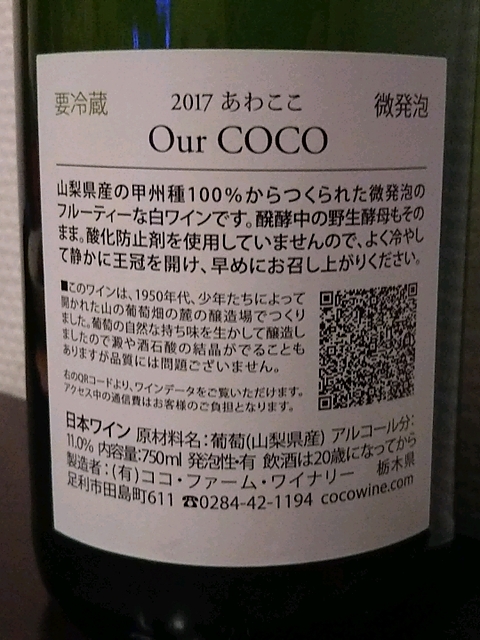 要冷蔵 2017 あわここ 微発泡
Our COCO
山梨県産の甲州種100%からつくられた微発泡の
フルーティーな白ワインです。醗酵中の野生酵母もその
まま。酸化防止剤を使用していませんので、よく冷やし
て静かに王冠を開け、早めにお召し上がりください。
■このワインは、1950年代、少年たちによって
開かれた山の葡萄畑の麓の醸造場でつくり
ました。葡萄の自然な持ち味を生かして醸造し
ましたので澱や酒石酸の結晶がでることも
ありますが品質には問題ございません。
右のQRコードより、ワインデータをご覧いただけます。
アクセス中の通信費はお客様のご負担となります。
日本ワイン 原材料名：葡萄(山梨県産) アルコール分：
11.0% 内容量：750ml 発泡性・有 飲酒は20歳になってから
製造者：(有)ココ・ファーム・ワイナリー 栃木県
足利市田島町611 ☎0284-42-1194 cocowine.com